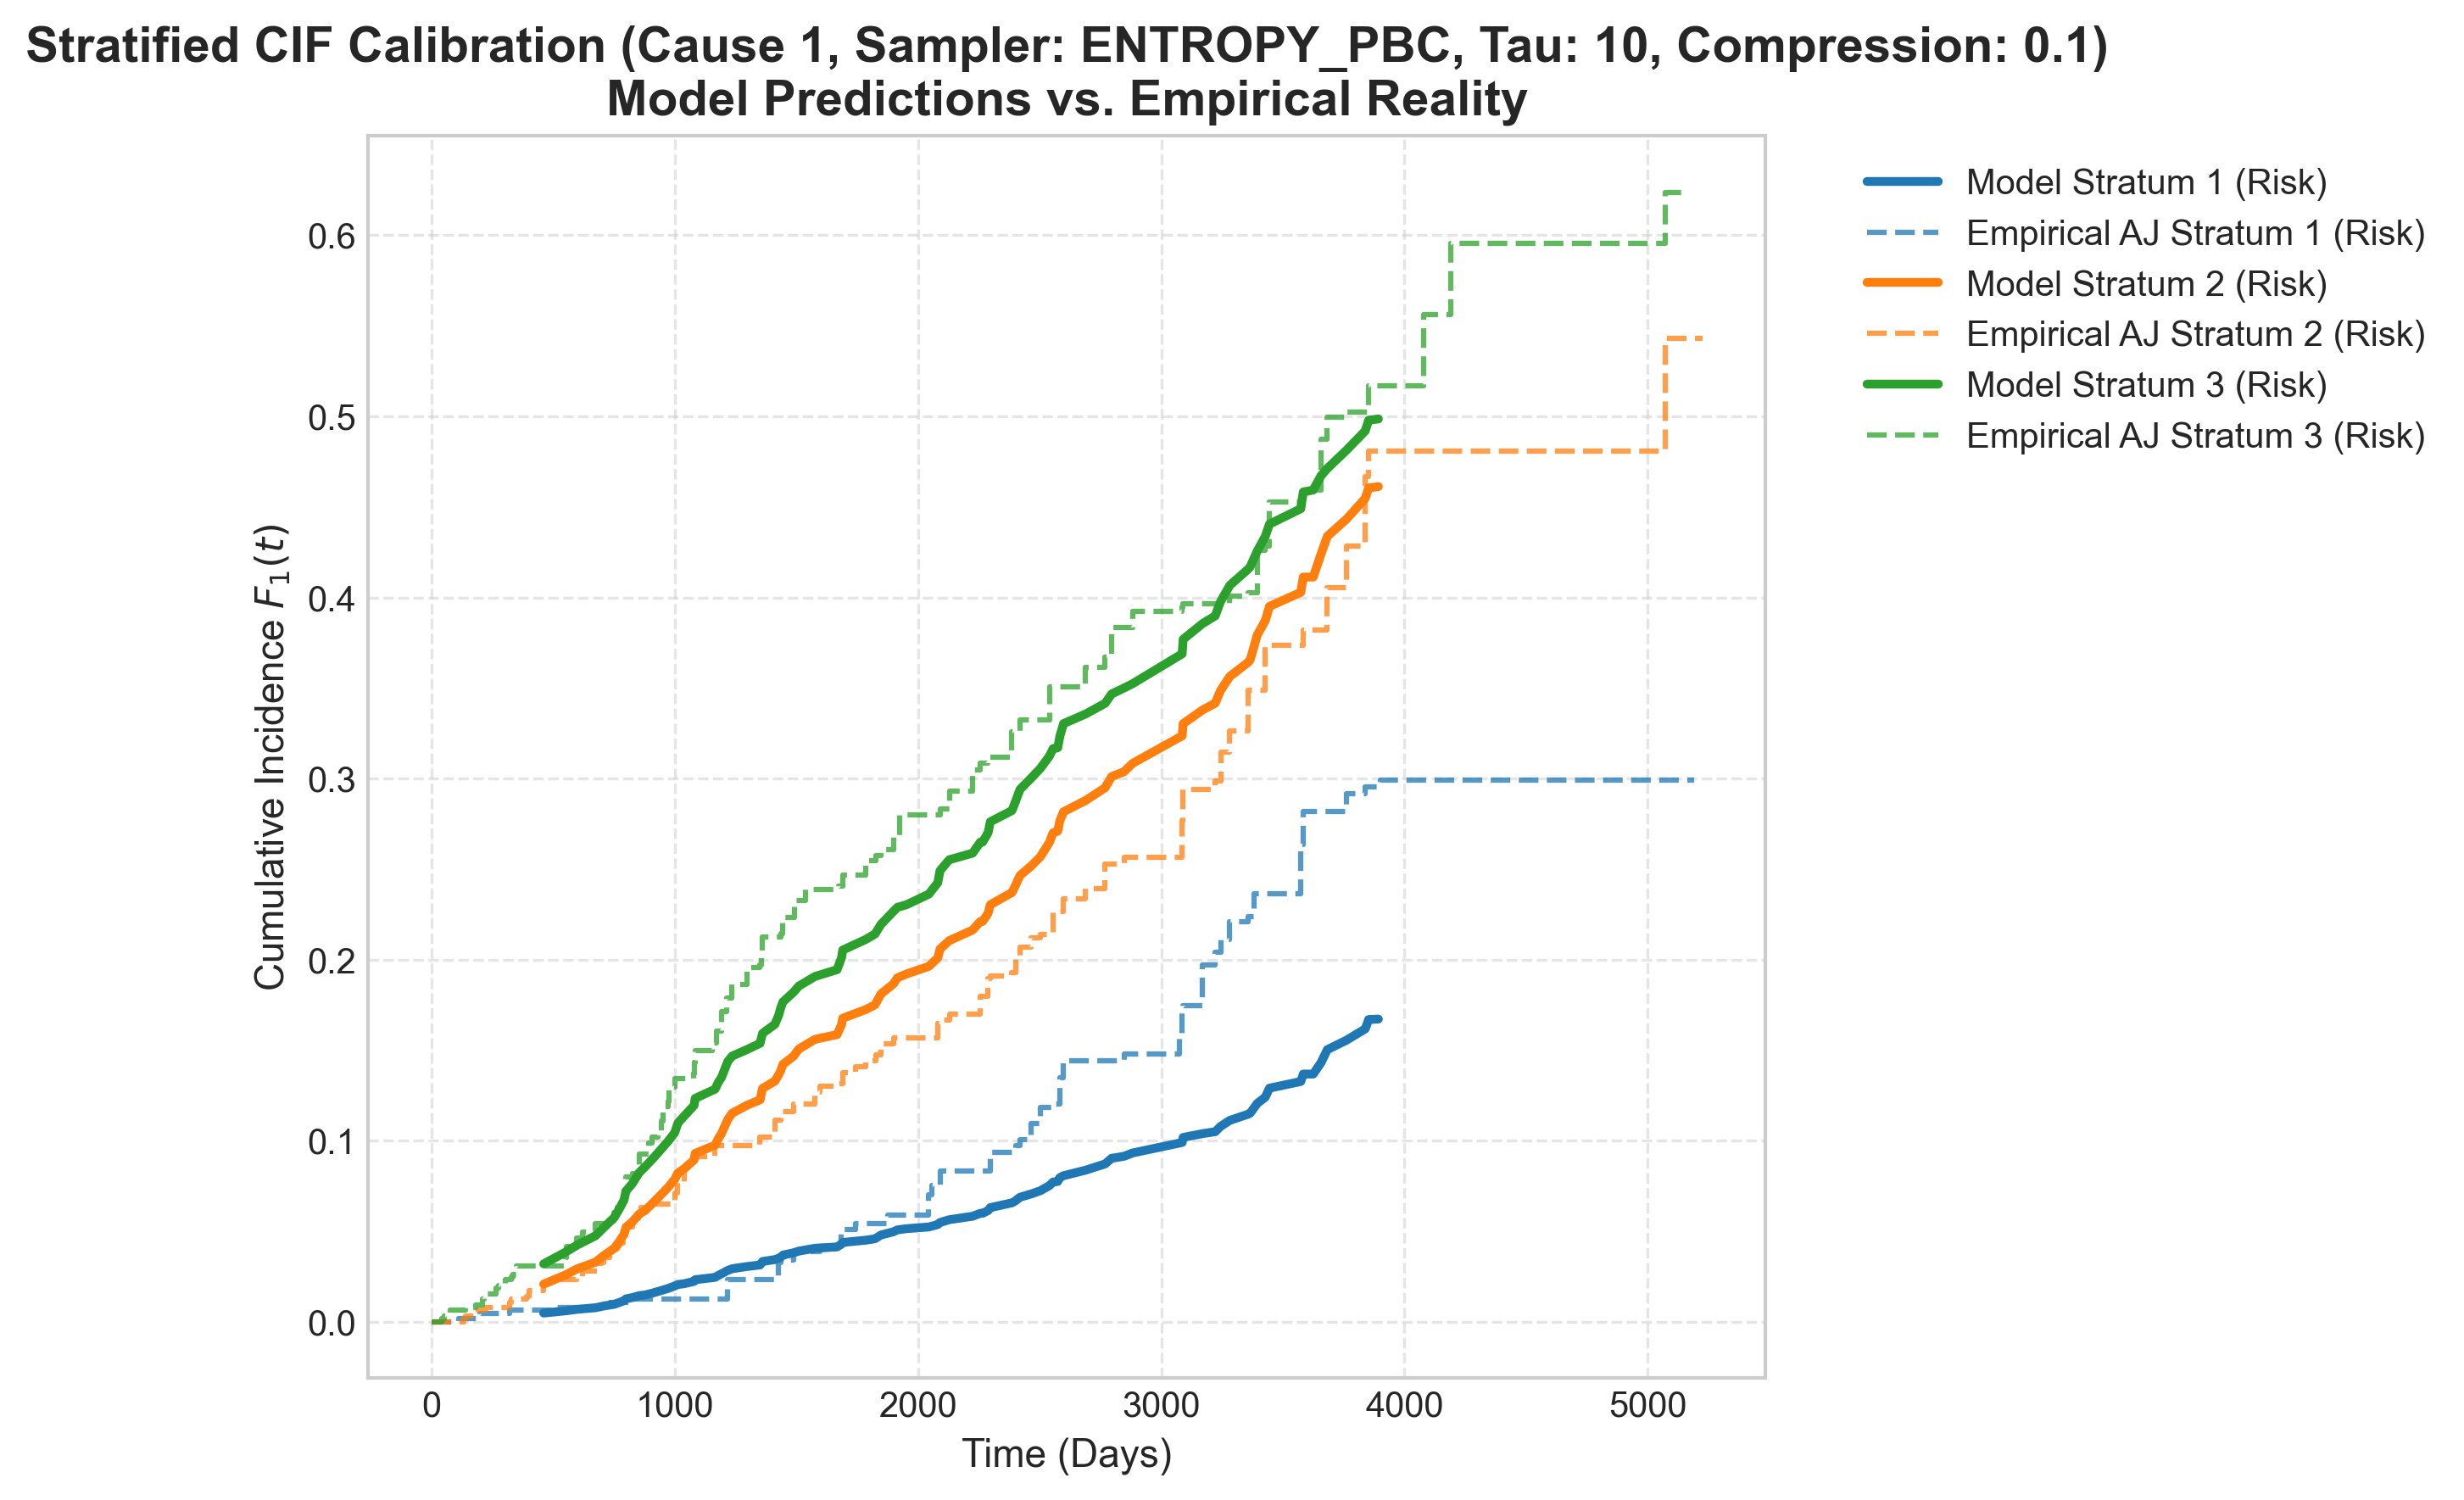 Stratified CIF Calibration (Cause 1, Sampler: ENTROPY_PBC, Tau: 10, Compression: 0.1)
Model Predictions vs. Empirical Reality
Model Stratum 1 (Risk)
Empirical AJ Stratum 1 (Risk)
Model Stratum 2 (Risk)
Empirical AJ Stratum 2 (Risk)
Model Stratum 3 (Risk)
Empirical AJ Stratum 3 (Risk)
Cumulative Incidence F₁(t)
0.6
0.5
0.4
0.3
0.2
0.1
0.0
0 1000 2000 3000 4000 5000
Time (Days)